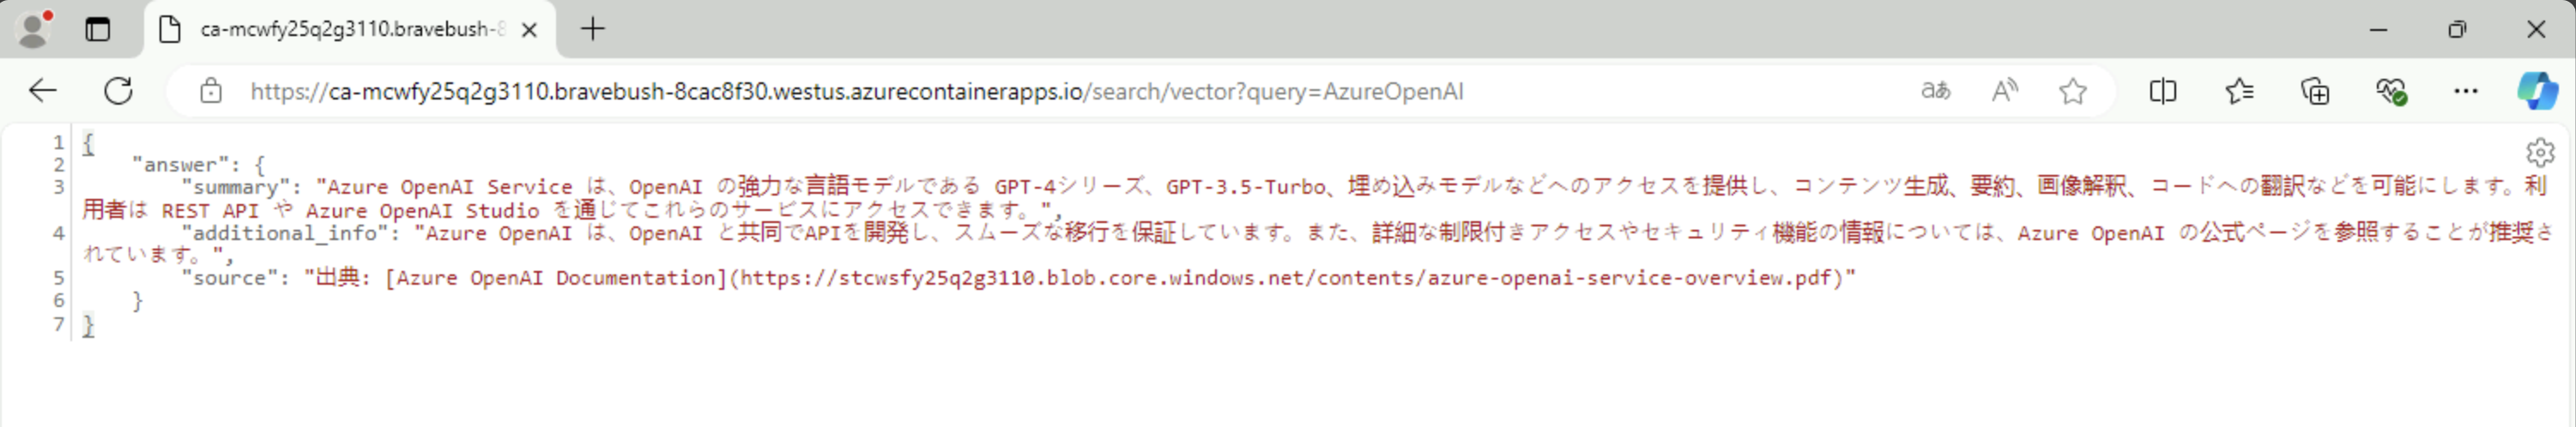 ca-mcwfy25q2g3110.bravebush-8
https://ca-mcwfy25q2g3110.bravebush-8cac8f30.westus.azurecontainerapps.io/search/vector?query=AzureOpenAI
aあ
1 {
2 "answer": {
3 "summary": "Azure OpenAI Service は、OpenAI の強力な言語モデルである GPT-4シリーズ、GPT-3.5-Turbo、埋め込みモデルなどへのアクセスを提供し、コンテンツ生成、要約、画像解釈、コードへの翻訳などを可能にします。利
用者は REST API や Azure OpenAI Studio を通じてこれらのサービスにアクセスできます。",
4 "additional_info": "Azure OpenAI は、OpenAI と共同でAPIを開発し、スムーズな移行を保証しています。また、詳細な制限付きアクセスやセキュリティ機能の情報については、Azure OpenAI の公式ページを参照することが推奨さ
れています。",
5 "source": "出典: [Azure OpenAI Documentation](https://stcwsfy25q2g3110.blob.core.windows.net/contents/azure-openai-service-overview.pdf)"
6 }
7 }